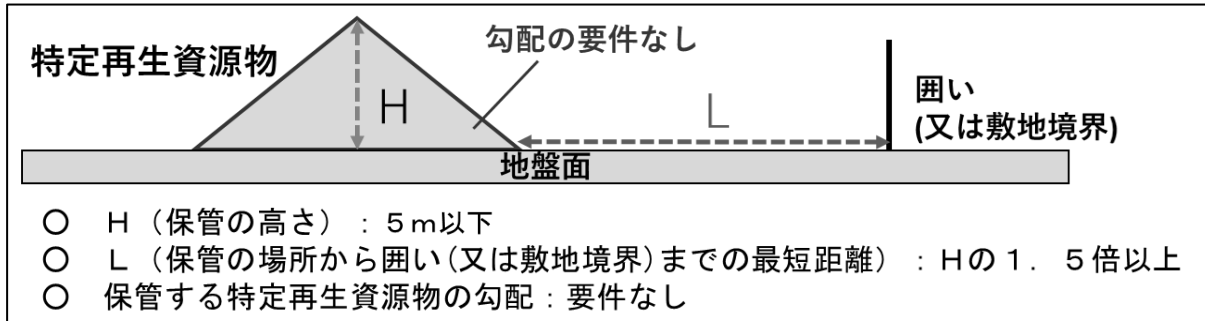 特定再生資源物
勾配の要件なし
H
L
囲い
(又は敷地境界)
地盤面
○ H（保管の高さ）：５ｍ以下
○ L（保管の場所から囲い(又は敷地境界)までの最短距離）：Hの１．５倍以上
○ 保管する特定再生資源物の勾配：要件なし